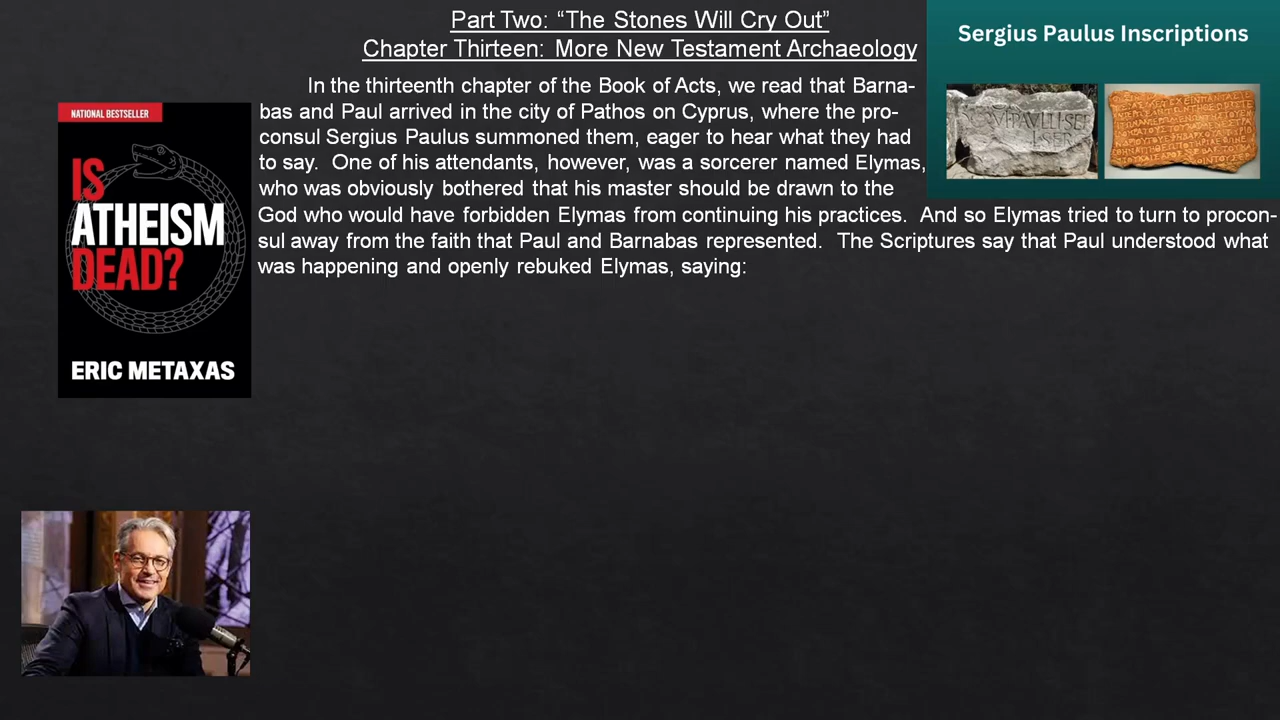 Part Two: “The Stones Will Cry Out”
Chapter Thirteen: More New Testament Archaeology
Sergius Paulus Inscriptions
In the thirteenth chapter of the Book of Acts, we read that Barna-
bas and Paul arrived in the city of Pathos on Cyprus, where the pro-
consul Sergius Paulus summoned them, eager to hear what they had
to say. One of his attendants, however, was a sorcerer named Elymas,
who was obviously bothered that his master should be drawn to the
God who would have forbidden Elymas from continuing his practices. And so Elymas tried to turn to procon-
sul away from the faith that Paul and Barnabas represented. The Scriptures say that Paul understood what
was happening and openly rebuked Elymas, saying:
NATIONAL BESTSELLER
IS
ATHEISM
DEAD?
ERIC METAXAS